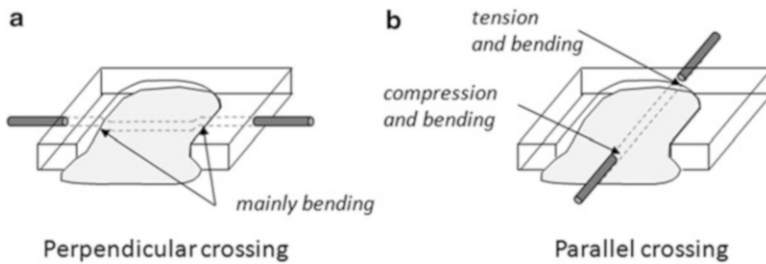 a
mainly bending
Perpendicular crossing
b
tension
and bending
compression
and bending
Parallel crossing